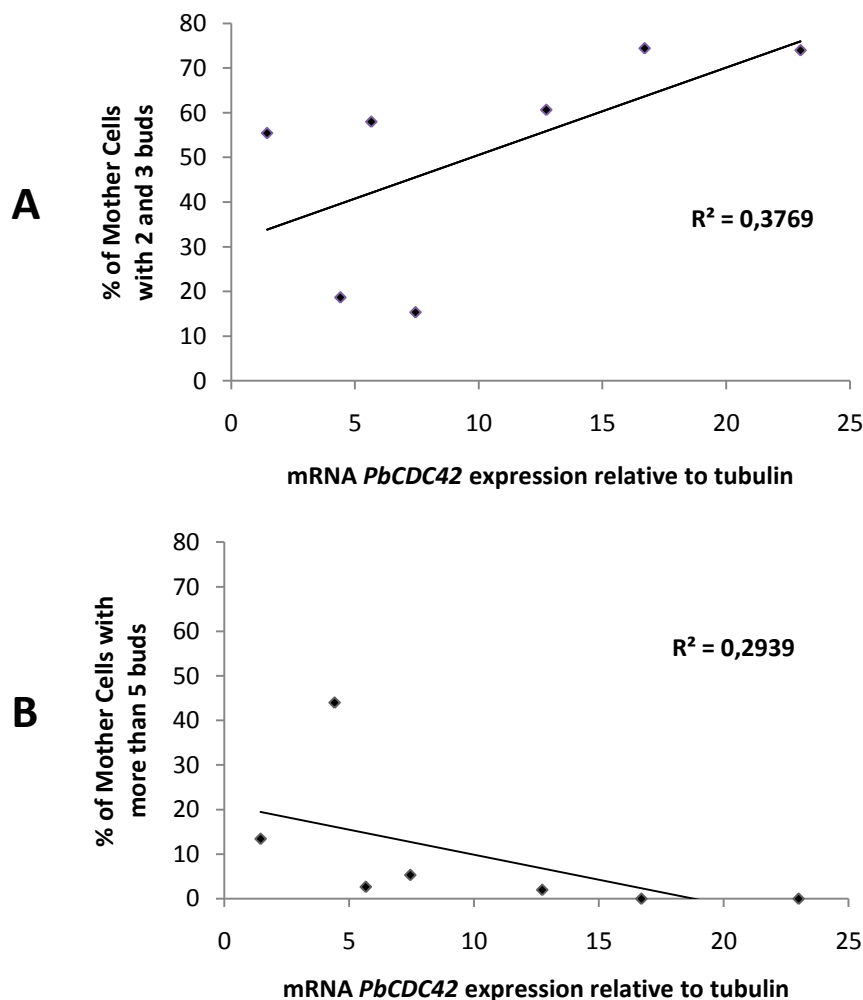 A
% of Mother Cells
with 2 and 3 buds
80
70
60
50
40
30
20
10
0
R² = 0,3769
0 5 10 15 20 25
mRNA PbCDC42 expression relative to tubulin
B
% of Mother Cells with
more than 5 buds
80
70
60
50
40
30
20
10
0
R² = 0,2939
0 5 10 15 20 25
mRNA PbCDC42 expression relative to tubulin